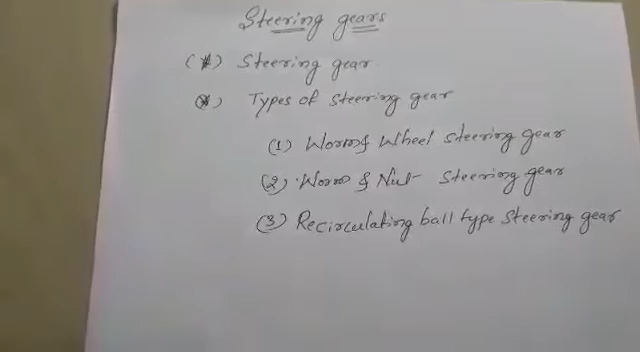 Steering gears
(*) Steering gear
(*) Types of steering gear
(1) Worm & Wheel steering gear
(2) Worm & Nut steering gear
(3) Recirculating ball type steering gear